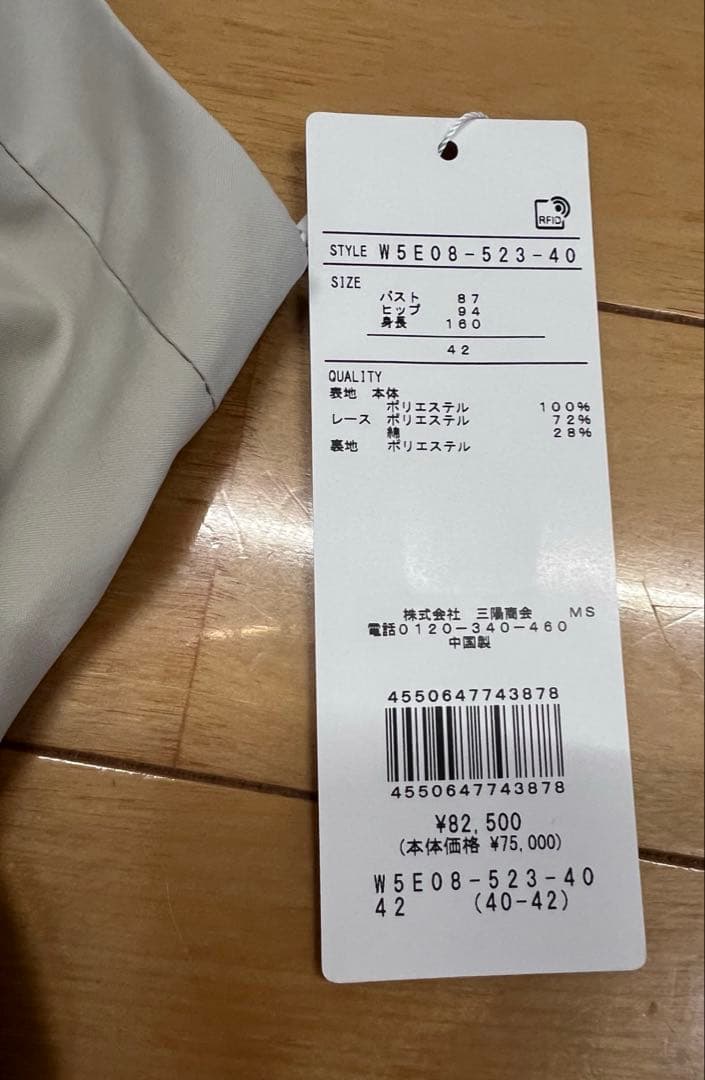 RFID
STYLE W5E08-523-40
SIZE
バスト 87
ヒップ 94
身長 160
42
QUALITY
表地 本体
ポリエステル 100%
レース ポリエステル 72%
綿 28%
裏地 ポリエステル
株式会社 三陽商会 MS
電話0120-340-460
中国製
4550647743878
4550647743878
¥82,500
(本体価格 ¥75,000)
W5E08-523-40
42 (40-42)